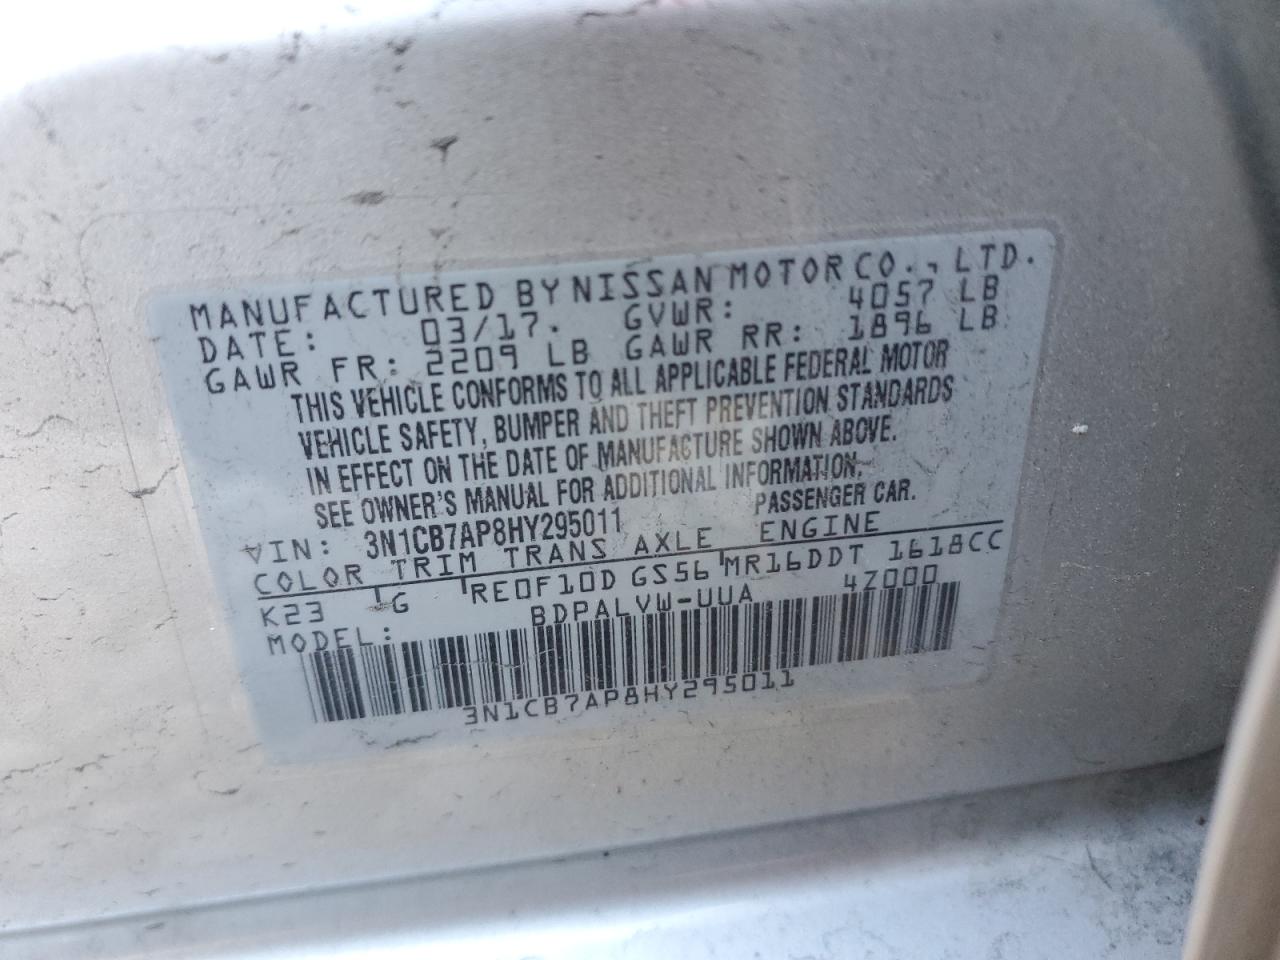 MANUFACTURED BY NISSAN MOTOR CO., LTD.
DATE: 03/17. GVWR: 4057 LB
GAWR FR: 2209 LB GAWR RR: 1896 LB
THIS VEHICLE CONFORMS TO ALL APPLICABLE FEDERAL MOTOR
VEHICLE SAFETY, BUMPER AND THEFT PREVENTION STANDARDS
IN EFFECT ON THE DATE OF MANUFACTURE SHOWN ABOVE.
SEE OWNER'S MANUAL FOR ADDITIONAL INFORMATION.
VIN: 3N1CB7AP8HY295011 PASSENGER CAR.
COLOR TRIM TRANS AXLE ENGINE
K23 G RE0F10D GS56 MR16DDT 1618CC
MODEL: BDPALVW-UUA 4Z000
3N1CB7AP8HY295011